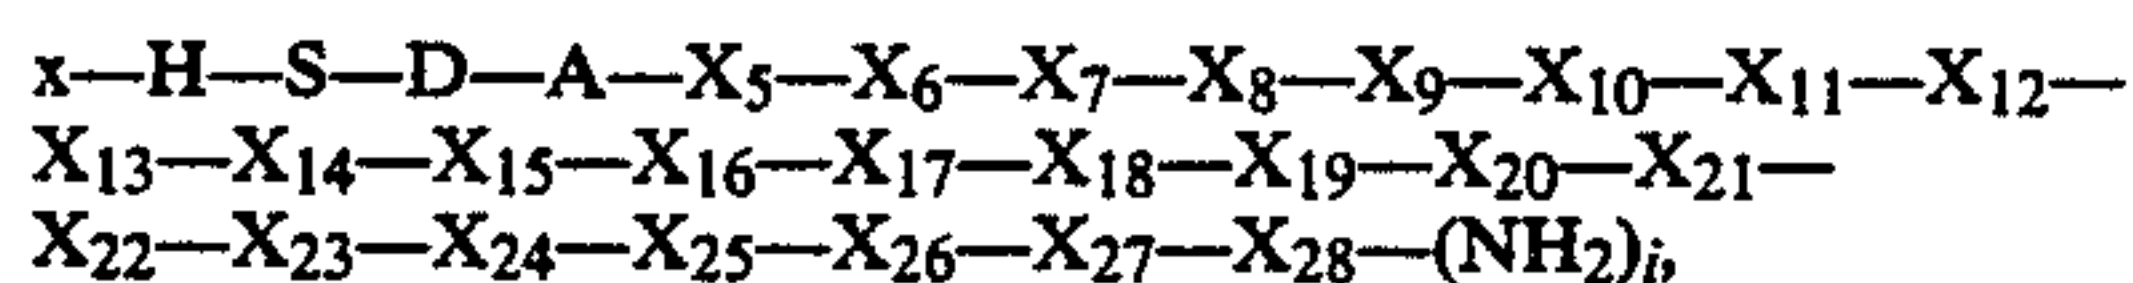 x—H—S—D—A—X₅—X₆—X₇—X₈—X₉—X₁₀—X₁₁—X₁₂—
X₁₃—X₁₄—X₁₅—X₁₆—X₁₇—X₁₈—X₁₉—X₂₀—X₂₁—
X₂₂—X₂₃—X₂₄—X₂₅—X₂₆—X₂₇—X₂₈—(NH₂)ᵢ,